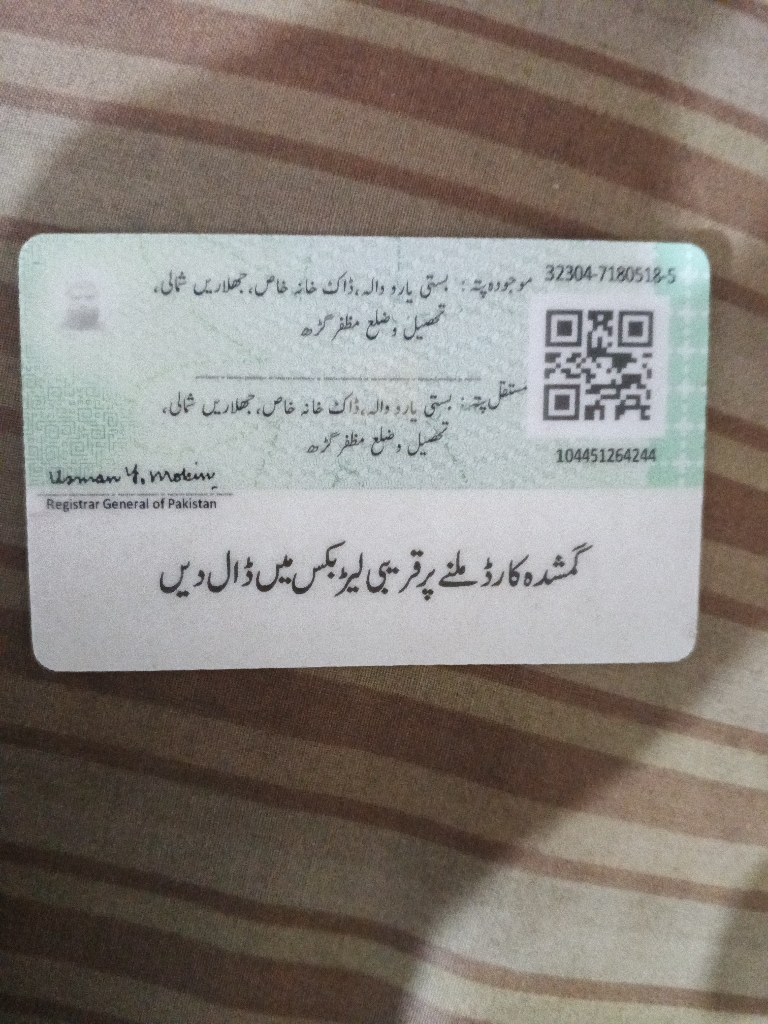 32304-7180518-5
موجودہ پتہ: بستی یارو والہ، ڈاک خانہ خاص، جھلاریں شمالی،
تحصیل وضلع مظفر گڑھ
مستقل پتہ: بستی یارو والہ، ڈاک خانہ خاص، جھلاریں شمالی،
تحصیل وضلع مظفر گڑھ
104451264244
Usman Y. Mobin
Registrar General of Pakistan
گمشدہ کارڈ ملنے پر قریبی لیٹر بکس میں ڈال دیں